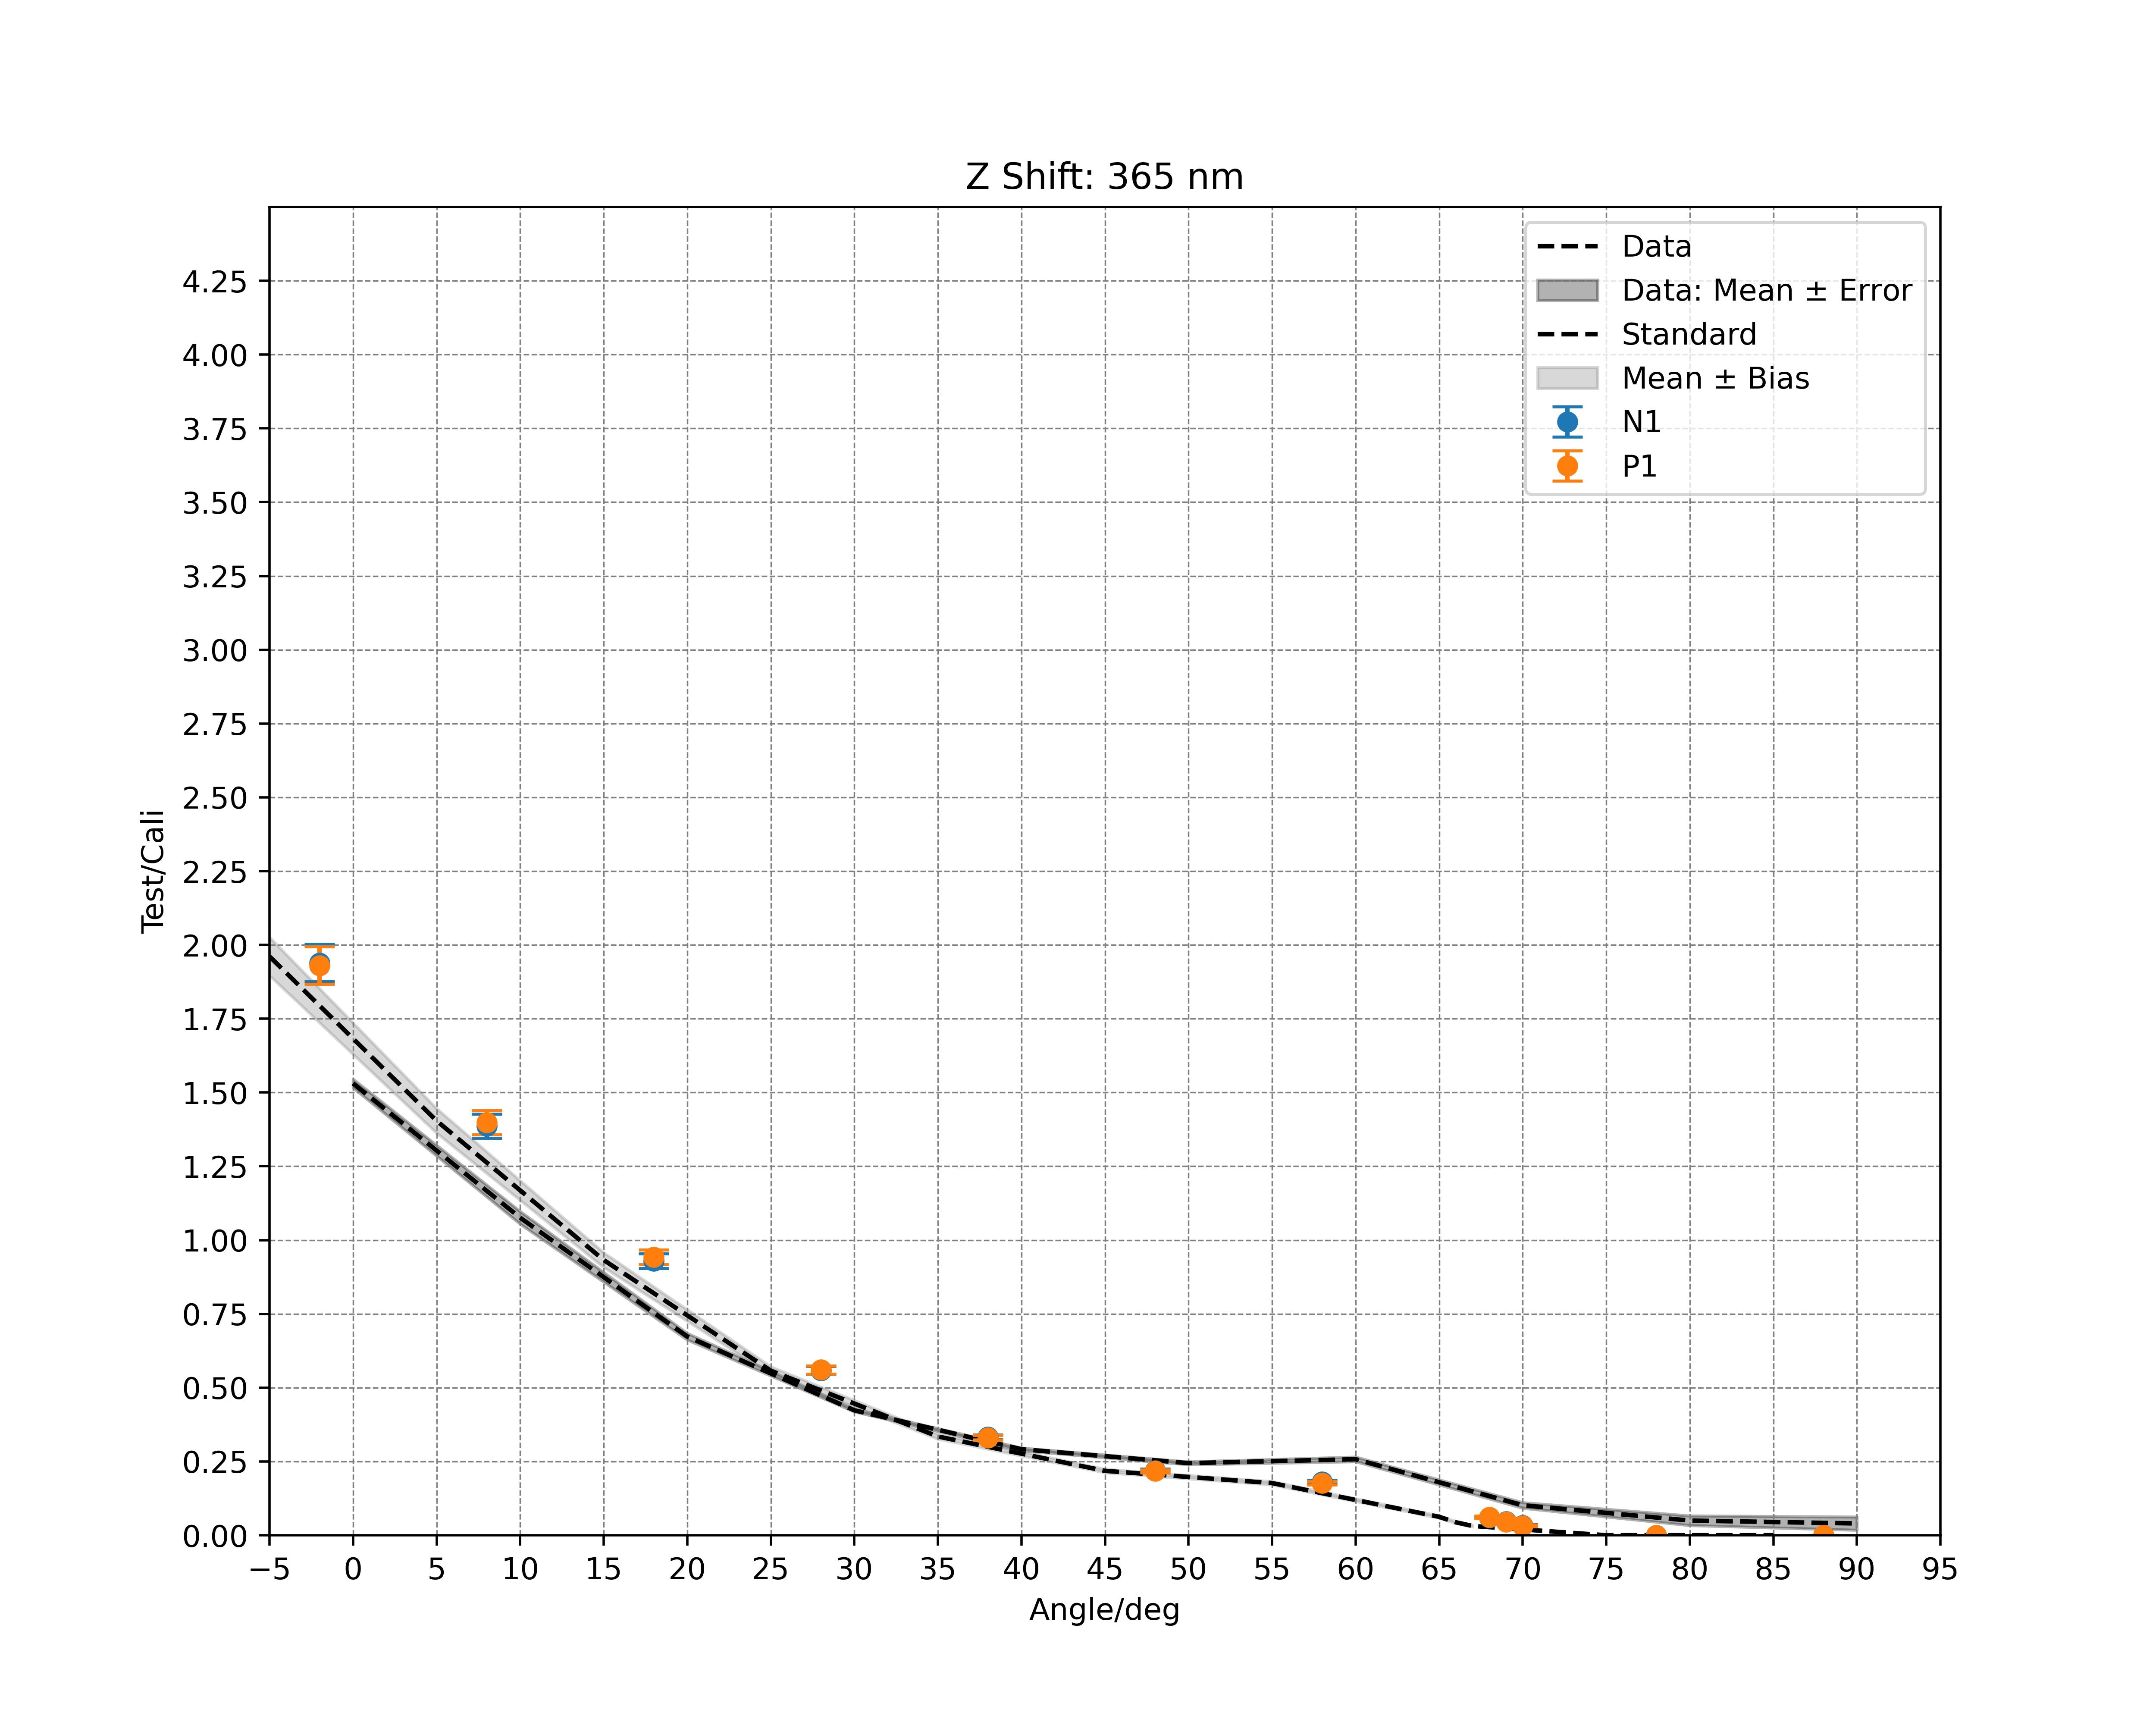 Z Shift: 365 nm
Data
Data: Mean ± Error
Standard
Mean ± Bias
N1
P1
Test/Cali
4.25
4.00
3.75
3.50
3.25
3.00
2.75
2.50
2.25
2.00
1.75
1.50
1.25
1.00
0.75
0.50
0.25
0.00
−5 0 5 10 15 20 25 30 35 40 45 50 55 60 65 70 75 80 85 90 95
Angle/deg